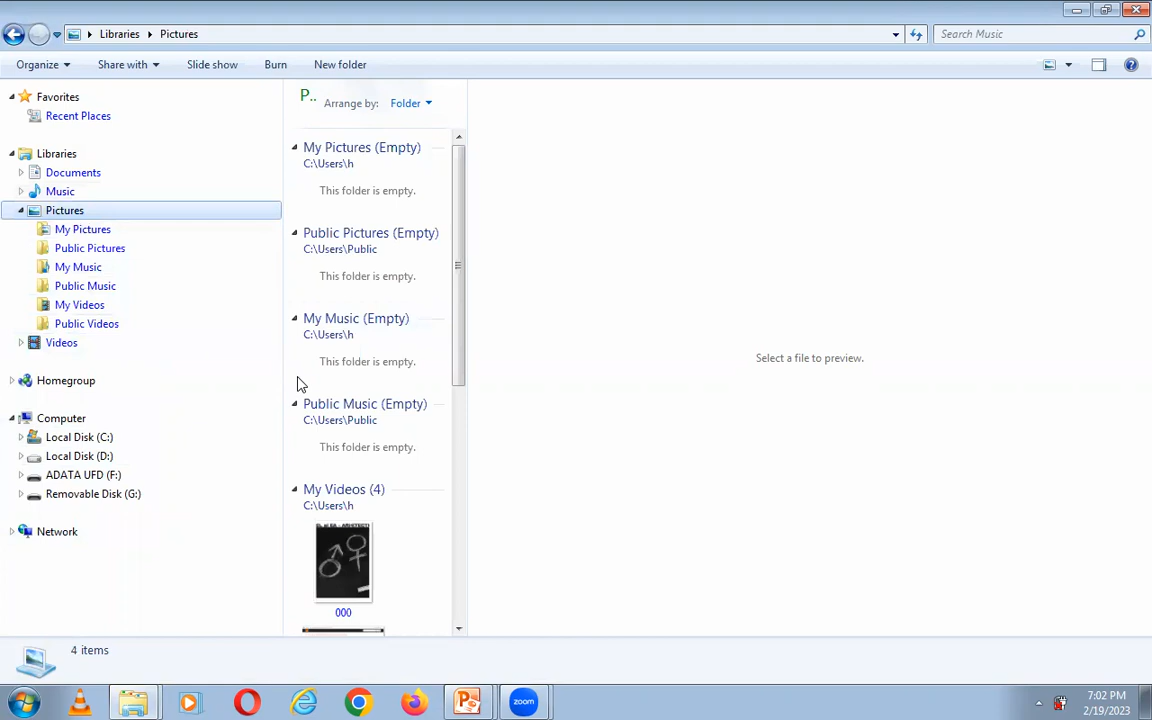 Libraries
Pictures
Search Music
Organize
Share with
Slide show
Burn
New folder
Favorites
Recent Places
Libraries
Documents
Music
Pictures
My Pictures
Public Pictures
My Music
Public Music
My Videos
Public Videos
Videos
Homegroup
Computer
Local Disk (C:)
Local Disk (D:)
ADATA UFD (F:)
Removable Disk (G:)
Network
P..
Arrange by: Folder
My Pictures (Empty)
C:\Users\h
This folder is empty.
Public Pictures (Empty)
C:\Users\Public
This folder is empty.
My Music (Empty)
C:\Users\h
This folder is empty.
Public Music (Empty)
C:\Users\Public
This folder is empty.
My Videos (4)
C:\Users\h
000
Select a file to preview.
4 items
zoom
7:02 PM
2/19/2023